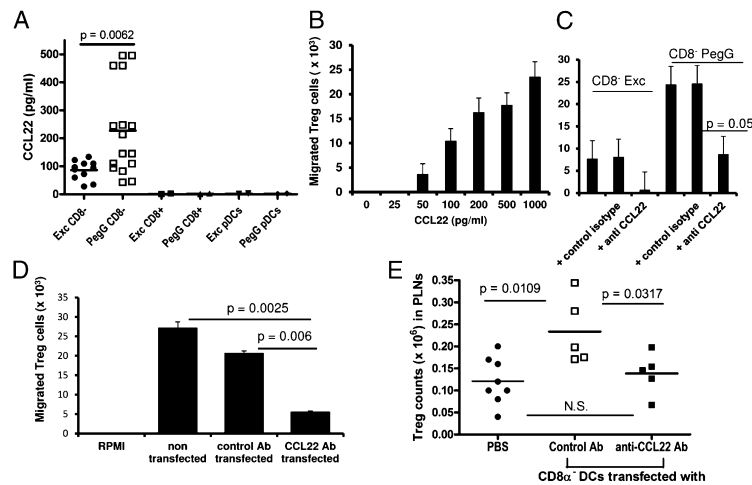 A
p = 0.0062
CCL22 (pg/ml)
500
400
300
200
100
0
Exc CD8-
PegG CD8-
Exc CD8+
PegG CD8+
Exc pDCs
PegG pDCs
B
Migrated Treg cells ( x 10³)
30
25
20
15
10
5
0
0 25 50 100 200 500 1000
CCL22 (pg/ml)
C
CD8⁻ PegG
CD8⁻ Exc
p = 0.05
30
25
20
15
10
5
0
+ control isotype
+ anti CCL22
+ control isotype
+ anti CCL22
D
Migrated Treg cells (x 10³)
35
30
25
20
15
10
5
0
p = 0.0025
p = 0.006
RPMI
non transfected
control Ab transfected
CCL22 Ab transfected
E
Treg counts (x 10⁶) in PLNs
0.35
0.30
0.25
0.20
0.15
0.10
0.05
0.00
p = 0.0109
p = 0.0317
N.S.
PBS
Control Ab
anti-CCL22 Ab
CD8α⁻ DCs transfected with